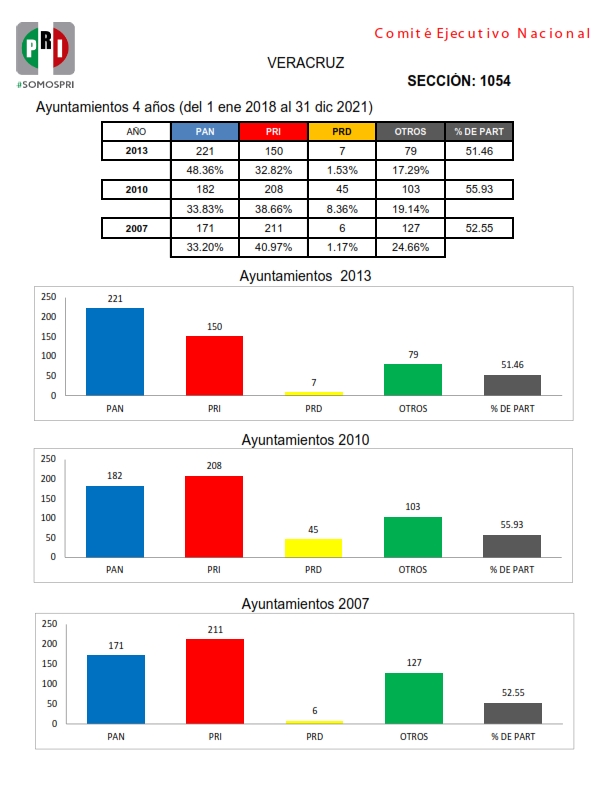 Comité Ejecutivo Nacional
PRI
#SOMOSPRI
VERACRUZ
SECCIÓN: 1054
Ayuntamientos 4 años (del 1 ene 2018 al 31 dic 2021)
AÑO PAN PRI PRD OTROS % DE PART
2013 221 150 7 79 51.46
48.36% 32.82% 1.53% 17.29%
2010 182 208 45 103 55.93
33.83% 38.66% 8.36% 19.14%
2007 171 211 6 127 52.55
33.20% 40.97% 1.17% 24.66%
Ayuntamientos 2013
250
200
150
100
50
0
221
150
7
79
51.46
PAN PRI PRD OTROS % DE PART
Ayuntamientos 2010
250
200
150
100
50
0
182
208
45
103
55.93
PAN PRI PRD OTROS % DE PART
Ayuntamientos 2007
250
200
150
100
50
0
171
211
6
127
52.55
PAN PRI PRD OTROS % DE PART